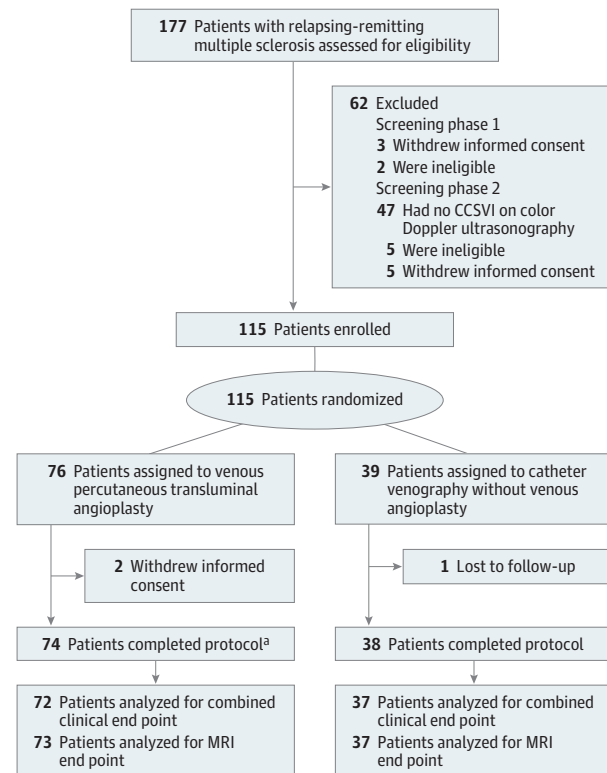 177 Patients with relapsing-remitting
multiple sclerosis assessed for eligibility
62 Excluded
Screening phase 1
3 Withdrew informed consent
2 Were ineligible
Screening phase 2
47 Had no CCSVI on color
Doppler ultrasonography
5 Were ineligible
5 Withdrew informed consent
115 Patients enrolled
115 Patients randomized
76 Patients assigned to venous
percutaneous transluminal
angioplasty
39 Patients assigned to catheter
venography without venous
angioplasty
2 Withdrew informed
consent
1 Lost to follow-up
74 Patients completed protocolª
38 Patients completed protocol
72 Patients analyzed for combined
clinical end point
73 Patients analyzed for MRI
end point
37 Patients analyzed for combined
clinical end point
37 Patients analyzed for MRI
end point